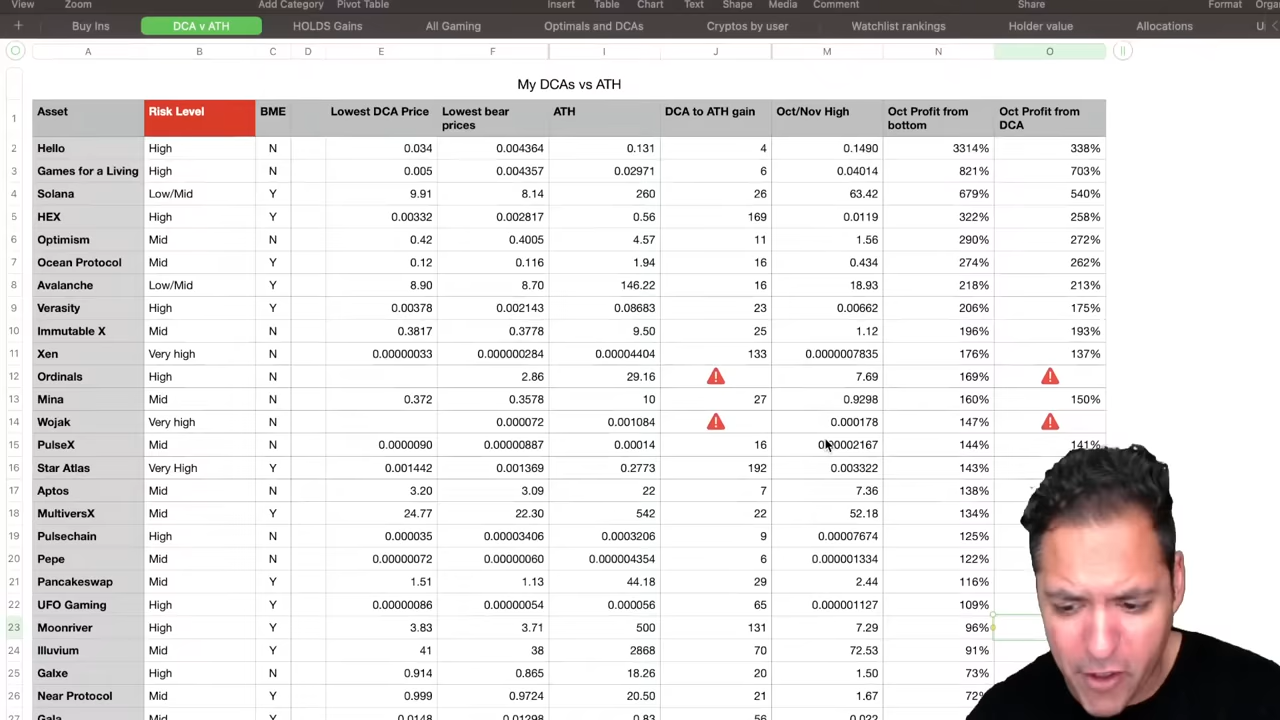 View Zoom Add Category Pivot Table Insert Table Chart Text Shape Media Comment Share Format
+ Buy Ins DCA v ATH HOLDS Gains All Gaming Optimals and DCAs Cryptos by user Watchlist rankings Holder value Allocations
A B C D E F I J M N O
My DCAs vs ATH
1 Asset Risk Level BME Lowest DCA Price Lowest bear prices ATH DCA to ATH gain Oct/Nov High Oct Profit from bottom Oct Profit from DCA
2 Hello High N 0.034 0.004364 0.131 4 0.1490 3314% 338%
3 Games for a Living High N 0.005 0.004357 0.02971 6 0.04014 821% 703%
4 Solana Low/Mid Y 9.91 8.14 260 26 63.42 679% 540%
5 HEX High Y 0.00332 0.002817 0.56 169 0.0119 322% 258%
6 Optimism Mid N 0.42 0.4005 4.57 11 1.56 290% 272%
7 Ocean Protocol Mid Y 0.12 0.116 1.94 16 0.434 274% 262%
8 Avalanche Low/Mid Y 8.90 8.70 146.22 16 18.93 218% 213%
9 Verasity High Y 0.00378 0.002143 0.08683 23 0.00662 206% 175%
10 Immutable X Mid N 0.3817 0.3778 9.50 25 1.12 196% 193%
11 Xen Very high N 0.00000033 0.000000284 0.00004404 133 0.0000007835 176% 137%
12 Ordinals High N 2.86 29.16 7.69 169%
13 Mina Mid N 0.372 0.3578 10 27 0.9298 160% 150%
14 Wojak Very high N 0.000072 0.001084 0.000178 147%
15 PulseX Mid N 0.0000090 0.00000887 0.00014 16 144% 141%
16 Star Atlas Very High Y 0.001442 0.001369 0.2773 192 0.003322 143%
17 Aptos Mid N 3.20 3.09 22 7 7.36 138%
18 MultiversX Mid Y 24.77 22.30 542 22 52.18 134%
19 Pulsechain High N 0.000035 0.00003406 0.0003206 9 0.00007674 125%
20 Pepe Mid N 0.00000072 0.00000060 0.000004354 6 0.000001334 122%
21 Pancakeswap Mid Y 1.51 1.13 44.18 29 2.44 116%
22 UFO Gaming High Y 0.00000086 0.00000054 0.000056 65 0.000001127 109%
23 Moonriver High Y 3.83 3.71 500 131 7.29 96%
24 Illuvium Mid Y 41 38 2868 70 72.53 91%
25 Galxe High N 0.914 0.865 18.26 20 1.50 73%
26 Near Protocol Mid Y 0.999 0.9724 20.50 21 1.67 72%
27 Gala Mid Y 0.0148 0.01298 0.83 56 0.022